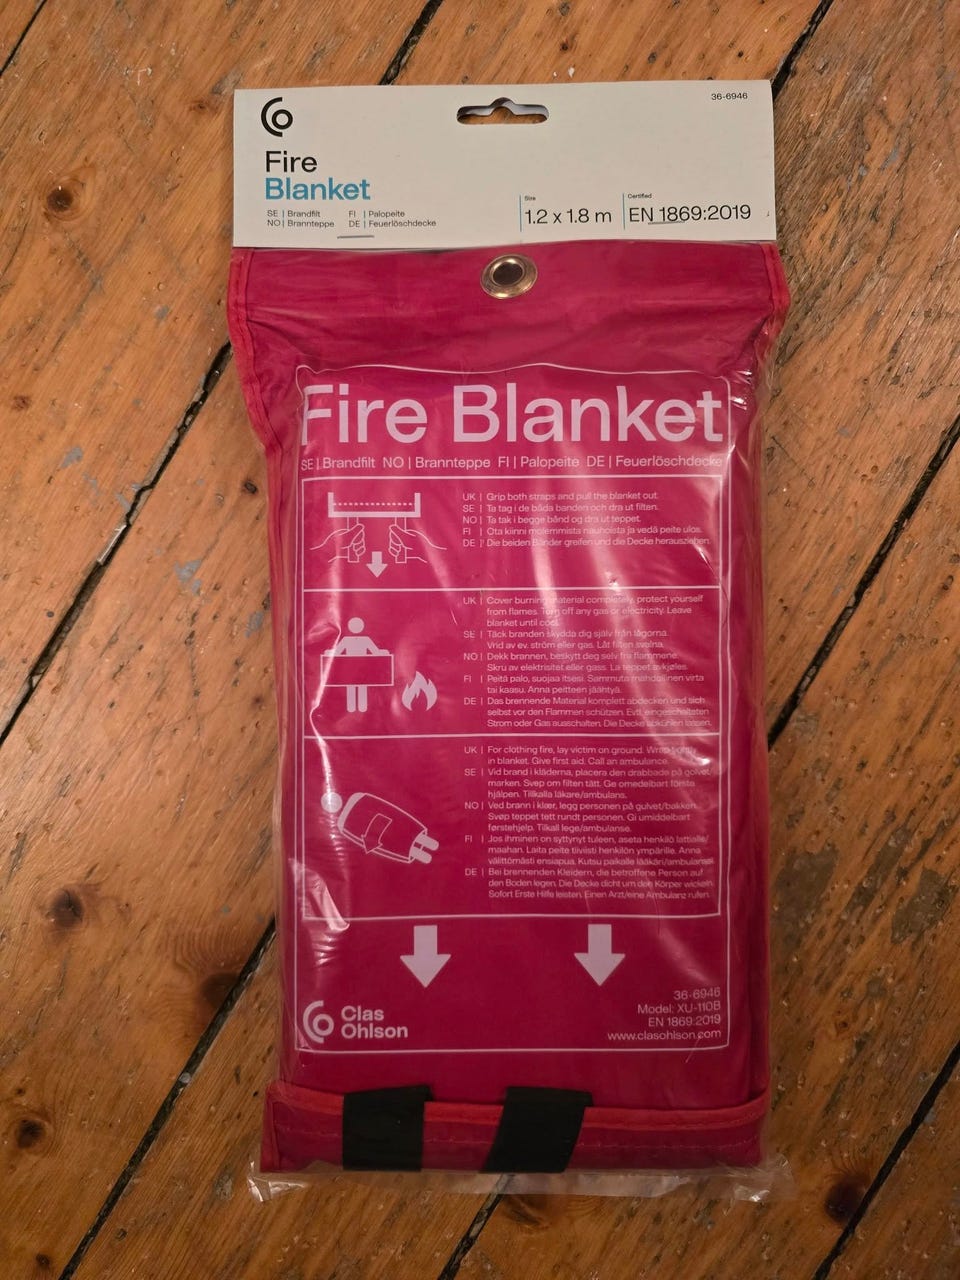 36-6946
Fire
Blanket
SE | Brandfilt FI | Palopeite
NO | Brannteppe DE | Feuerlöschdecke
Size
1.2 x 1.8 m
Certified
EN 1869:2019
Fire Blanket
SE | Brandfilt NO | Brannteppe FI | Palopeite DE | Feuerlöschdecke
UK | Grip both straps and pull the blanket out.
SE | Ta tag i de båda banden och dra ut filten.
NO | Ta tak i begge bånd og dra ut teppet.
FI | Ota kiinni molemmista nauhoista ja vedä peite ulos.
DE | Die beiden Bänder greifen und die Decke herausziehen.
UK | Cover burning material completely, protect yourself
from flames. Turn off any gas or electricity. Leave
blanket until cool.
SE | Täck branden skydda dig själv från lågorna.
Vrid av ev. ström eller gas. Låt filten svalna.
NO | Dekk brannen, beskytt deg selv fra flammene.
Skru av elektrisitet eller gass. La teppet avkjøles.
FI | Peitä palo, suojaa itsesi. Sammuta mahdollinen virta
tai kaasu. Anna peitteen jäähtyä.
DE | Das brennende Material komplett abdecken und sich
selbst vor den Flammen schützen. Evtl. eingeschalteten
Strom oder Gas ausschalten. Die Decke abkühlen lassen.
UK | For clothing fire, lay victim on ground. Wrap tightly
in blanket. Give first aid. Call an ambulance.
SE | Vid brand i kläderna, placera den drabbade på golvet/
marken. Svep om filten tätt. Ge omedelbart första
hjälpen. Tillkalla läkare/ambulans.
NO | Ved brann i klær, legg personen på gulvet/bakken.
Svøp teppet tett rundt personen. Gi umiddelbart
førstehjelp. Tilkall lege/ambulanse.
FI | Jos ihminen on syttynyt tuleen, aseta henkilö lattialle/
maahan. Laita peite tiiviisti henkilön ympärille. Anna
välittömästi ensiapua. Kutsu paikalle lääkäri/ambulanssi.
DE | Bei brennenden Kleidern, die betroffene Person auf
den Boden legen. Die Decke dicht um den Körper wickeln.
Sofort Erste Hilfe leisten. Einen Arzt/eine Ambulanz rufen.
Clas
Ohlson
36-6946
Model: XU-110B
EN 1869:2019
www.clasohlson.com